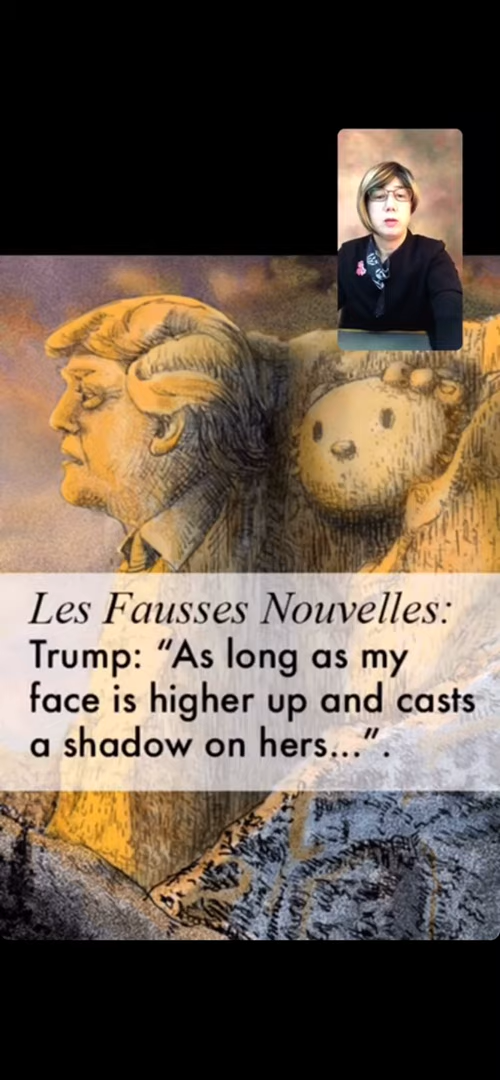 Les Fausses Nouvelles:
Trump: “As long as my
face is higher up and casts
a shadow on hers...”.